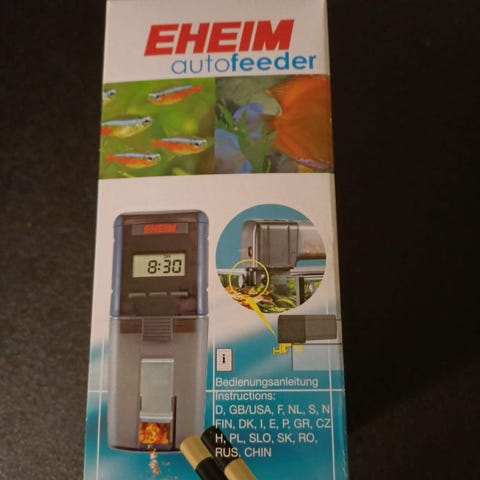 EHEIM
autofeeder
EHEIM
8:30
i
Bedienungsanleitung
Instructions:
D, GB/USA, F, NL, S, N
FIN, DK, I, E, P, GR, CZ
H, PL, SLO, SK, RO,
RUS, CHIN